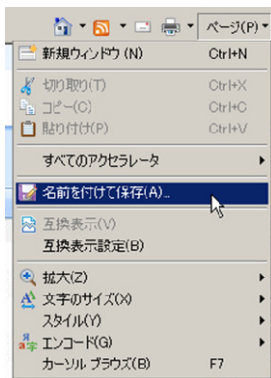 ページ(P)
新規ウィンドウ(N) Ctrl+N
切り取り(T) Ctrl+X
コピー(C) Ctrl+C
貼り付け(P) Ctrl+V
すべてのアクセラレータ
名前を付けて保存(A)...
互換表示(V)
互換表示設定(B)
拡大(Z)
文字のサイズ(X)
スタイル(Y)
エンコード(G)
カーソル ブラウズ(B) F7